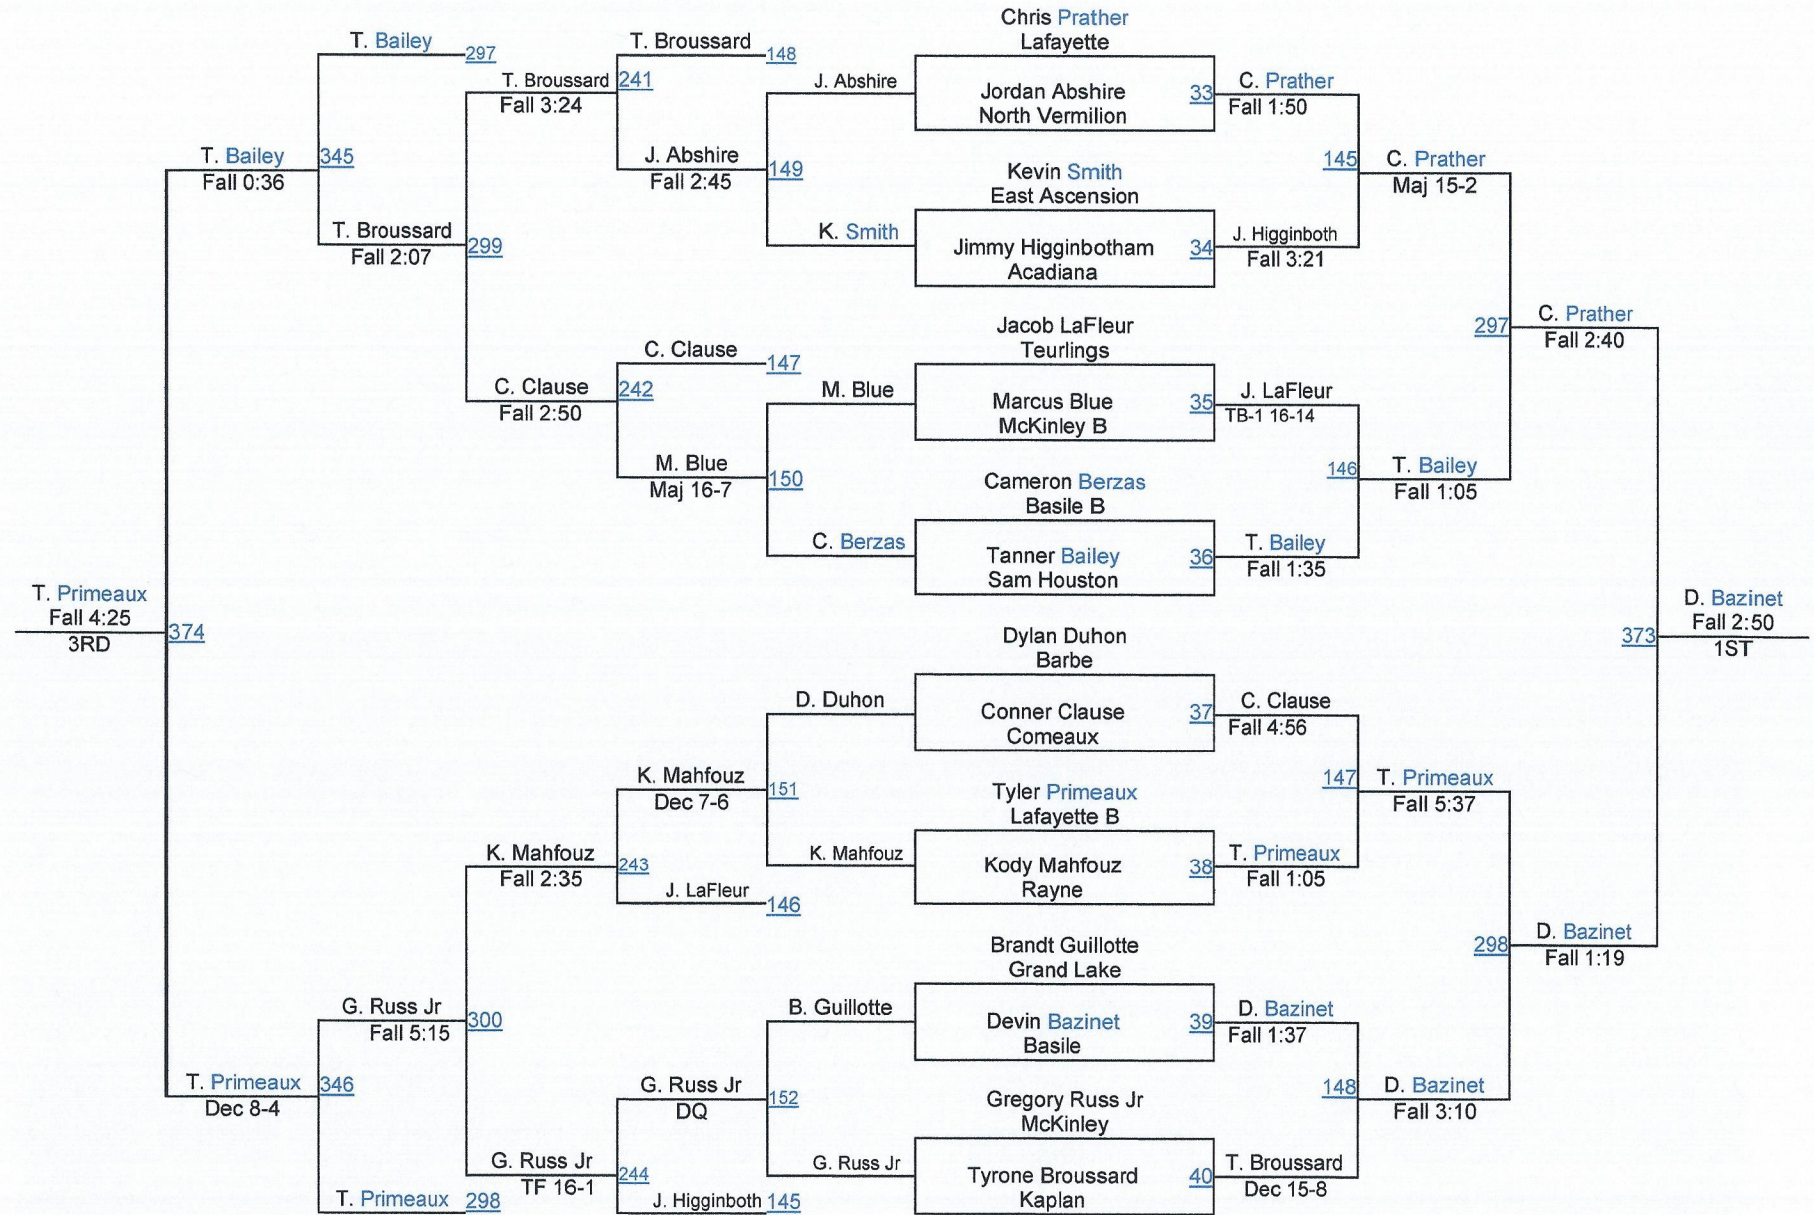 Chris Prather
Lafayette
T. Bailey
297
T. Broussard
148
T. Broussard
241
Fall 3:24
J. Abshire
Jordan Abshire
North Vermilion
33
C. Prather
Fall 1:50
T. Bailey
345
Fall 0:36
J. Abshire
149
Fall 2:45
Kevin Smith
East Ascension
145
C. Prather
Maj 15-2
T. Broussard
299
Fall 2:07
K. Smith
Jimmy Higginbotham
Acadiana
34
J. Higginboth
Fall 3:21
Jacob LaFleur
Teurlings
297
C. Prather
Fall 2:40
C. Clause
147
C. Clause
242
Fall 2:50
M. Blue
Marcus Blue
McKinley B
35
J. LaFleur
TB-1 16-14
M. Blue
150
Maj 16-7
Cameron Berzas
Basile B
146
T. Bailey
Fall 1:05
C. Berzas
Tanner Bailey
Sam Houston
36
T. Bailey
Fall 1:35
T. Primeaux
Fall 4:25
3RD
374
Dylan Duhon
Barbe
373
D. Bazinet
Fall 2:50
1ST
D. Duhon
Conner Clause
Comeaux
37
C. Clause
Fall 4:56
K. Mahfouz
151
Dec 7-6
Tyler Primeaux
Lafayette B
147
T. Primeaux
Fall 5:37
K. Mahfouz
243
Fall 2:35
K. Mahfouz
Kody Mahfouz
Rayne
38
T. Primeaux
Fall 1:05
J. LaFleur
146
Brandt Guillotte
Grand Lake
298
D. Bazinet
Fall 1:19
G. Russ Jr
300
Fall 5:15
B. Guillotte
Devin Bazinet
Basile
39
D. Bazinet
Fall 1:37
T. Primeaux
346
Dec 8-4
G. Russ Jr
152
DQ
Gregory Russ Jr
McKinley
148
D. Bazinet
Fall 3:10
G. Russ Jr
244
TF 16-1
G. Russ Jr
Tyrone Broussard
Kaplan
40
T. Broussard
Dec 15-8
T. Primeaux
298
J. Higginboth
145